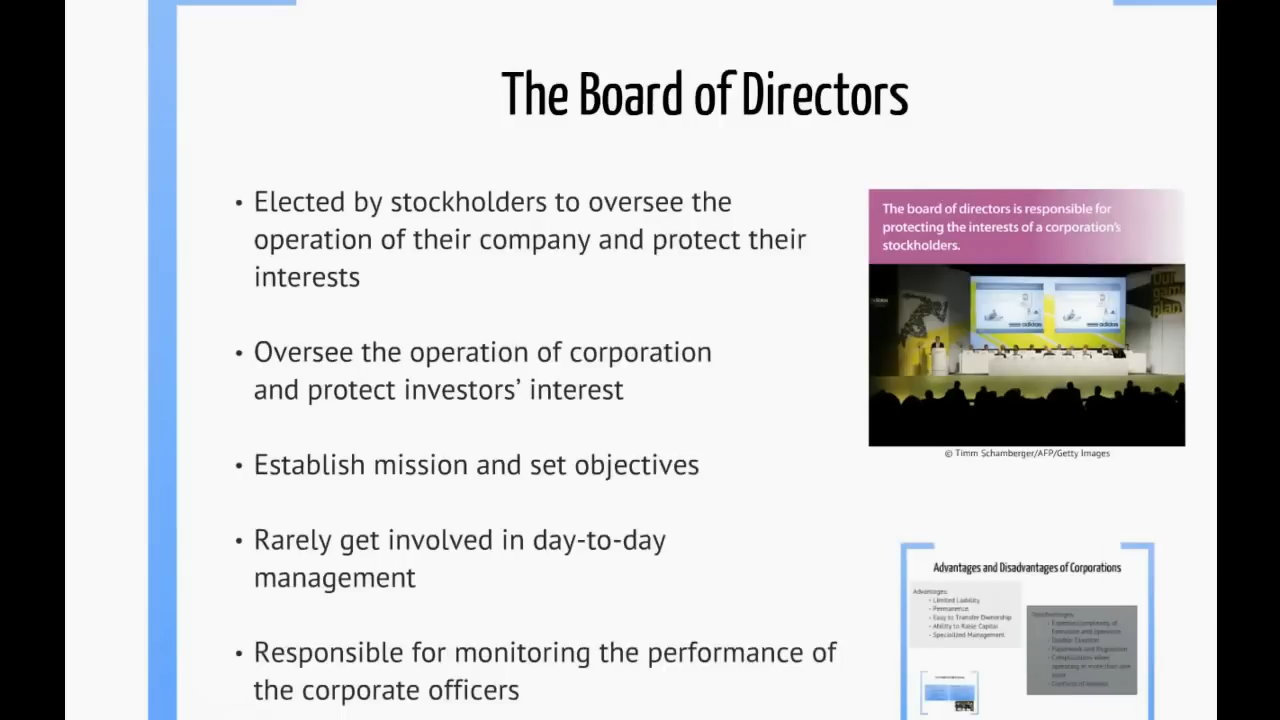 The Board of Directors
• Elected by stockholders to oversee the
operation of their company and protect their
interests
• Oversee the operation of corporation
and protect investors’ interest
• Establish mission and set objectives
• Rarely get involved in day-to-day
management
• Responsible for monitoring the performance of
the corporate officers
The board of directors is responsible for
protecting the interests of a corporation's
stockholders.
adidas
adidas
© Timm Schamberger/AFP/Getty Images
Advantages and Disadvantages of Corporations
Advantages:
- Limited Liability
- Permanence
- Easy to Transfer Ownership
- Ability to Raise Capital
- Specialized Management